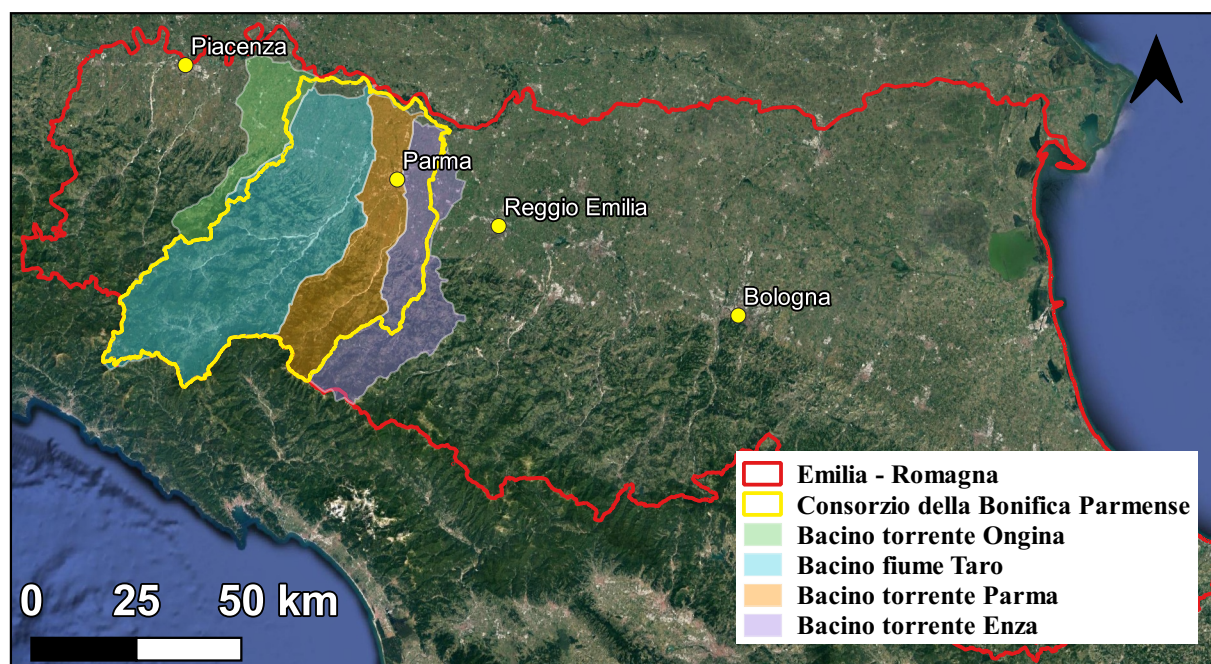 Piacenza
Parma
Reggio Emilia
Bologna
Emilia - Romagna
Consorzio della Bonifica Parmense
Bacino torrente Ongina
Bacino fiume Taro
Bacino torrente Parma
Bacino torrente Enza
0 25 50 km